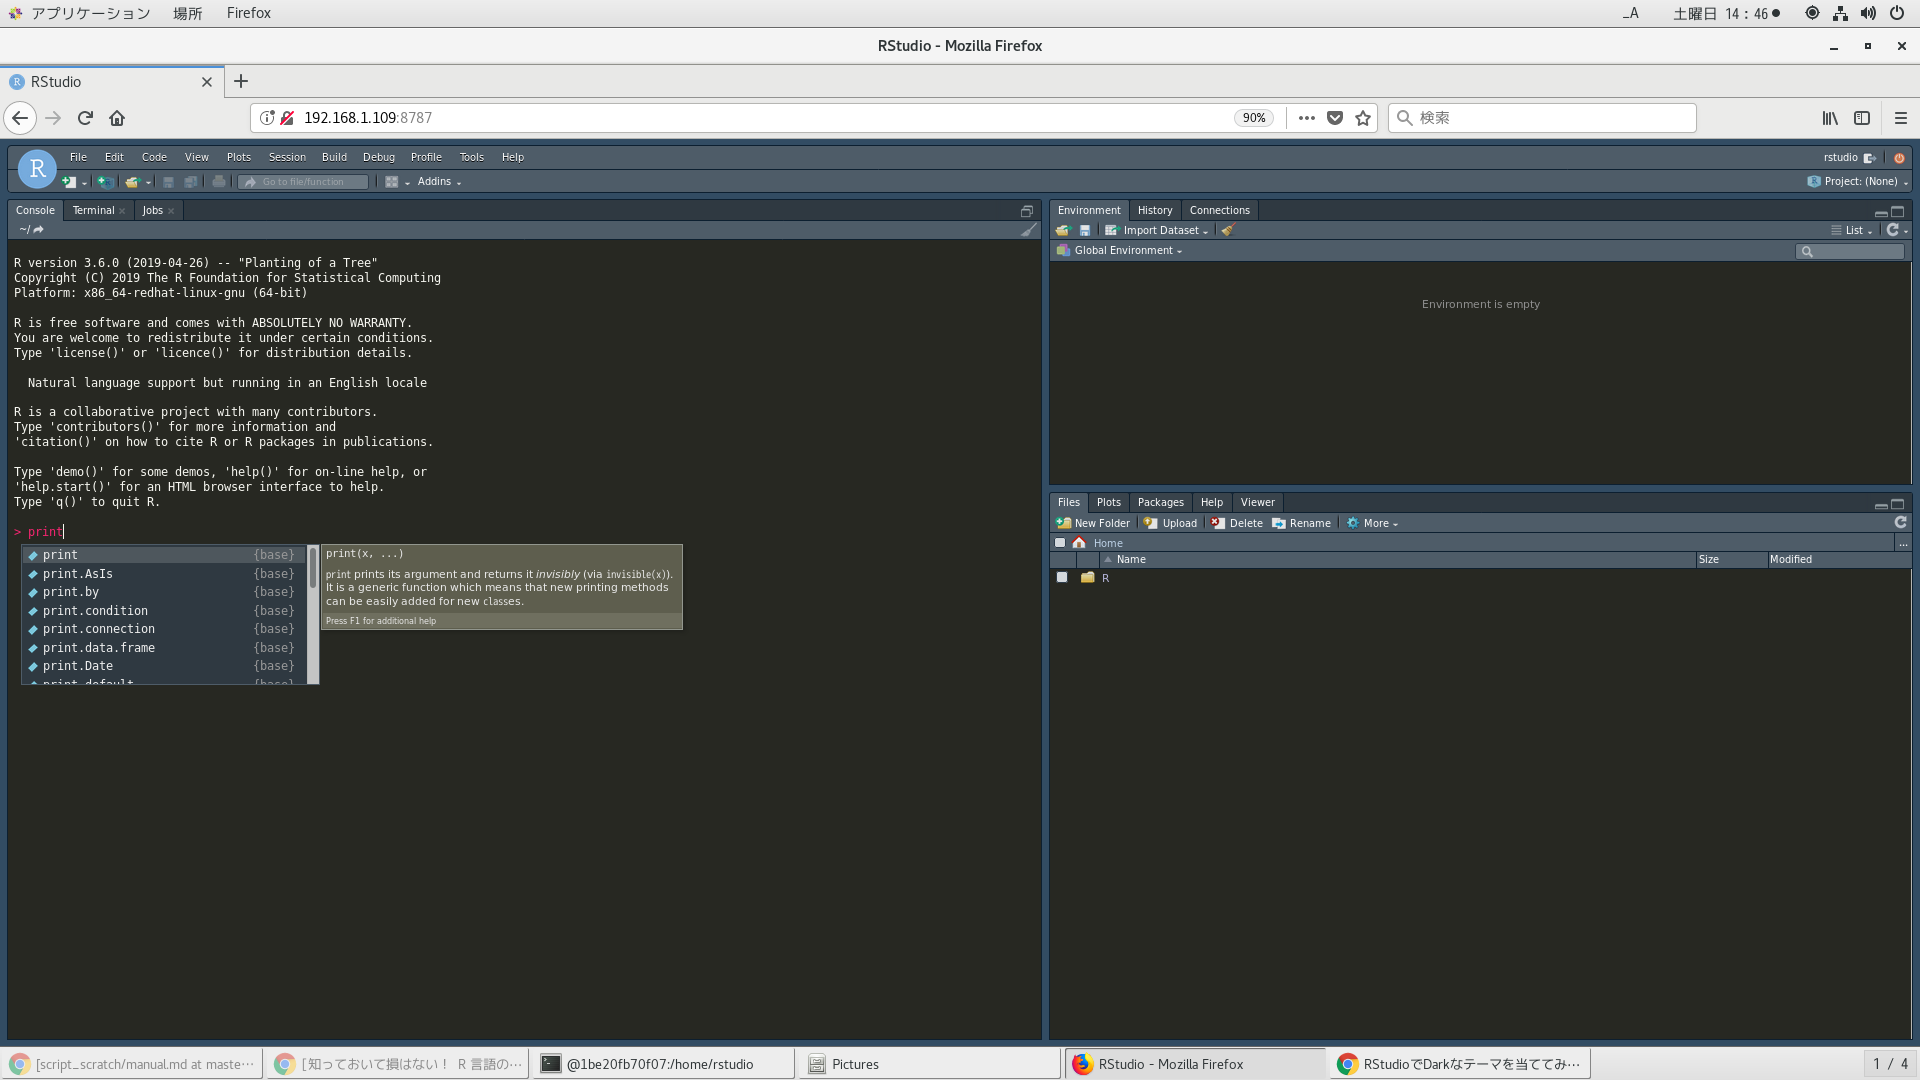 アプリケーション 場所 Firefox _A 土曜日 14：46
RStudio - Mozilla Firefox
RStudio
192.168.1.109:8787 90% 検索
File Edit Code View Plots Session Build Debug Profile Tools Help rstudio
Go to file/function Addins Project: (None)
Console Terminal Jobs
~/
R version 3.6.0 (2019-04-26) -- "Planting of a Tree"
Copyright (C) 2019 The R Foundation for Statistical Computing
Platform: x86_64-redhat-linux-gnu (64-bit)
R is free software and comes with ABSOLUTELY NO WARRANTY.
You are welcome to redistribute it under certain conditions.
Type 'license()' or 'licence()' for distribution details.
Natural language support but running in an English locale
R is a collaborative project with many contributors.
Type 'contributors()' for more information and
'citation()' on how to cite R or R packages in publications.
Type 'demo()' for some demos, 'help()' for on-line help, or
'help.start()' for an HTML browser interface to help.
Type 'q()' to quit R.
> print
print {base}
print.AsIs {base}
print.by {base}
print.condition {base}
print.connection {base}
print.data.frame {base}
print.Date {base}
print.default {base}
print(x, ...)
print prints its argument and returns it invisibly (via invisible(x)).
It is a generic function which means that new printing methods
can be easily added for new classes.
Press F1 for additional help
Environment History Connections
Import Dataset List
Global Environment
Environment is empty
Files Plots Packages Help Viewer
New Folder Upload Delete Rename More
Home ...
Name Size Modified
R
[script_scratch/manual.md at maste… [知っておいて損はない！ R 言語の… @1be20fb70f07:/home/rstudio Pictures RStudio - Mozilla Firefox RStudioでDarkなテーマを当ててみ… 1 / 4